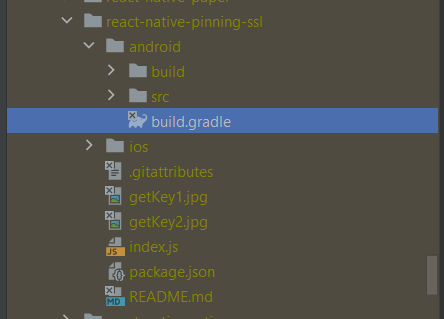 react-native-paper
react-native-pinning-ssl
android
build
src
build.gradle
ios
.gitattributes
getKey1.jpg
getKey2.jpg
JS index.js
package.json
MD README.md